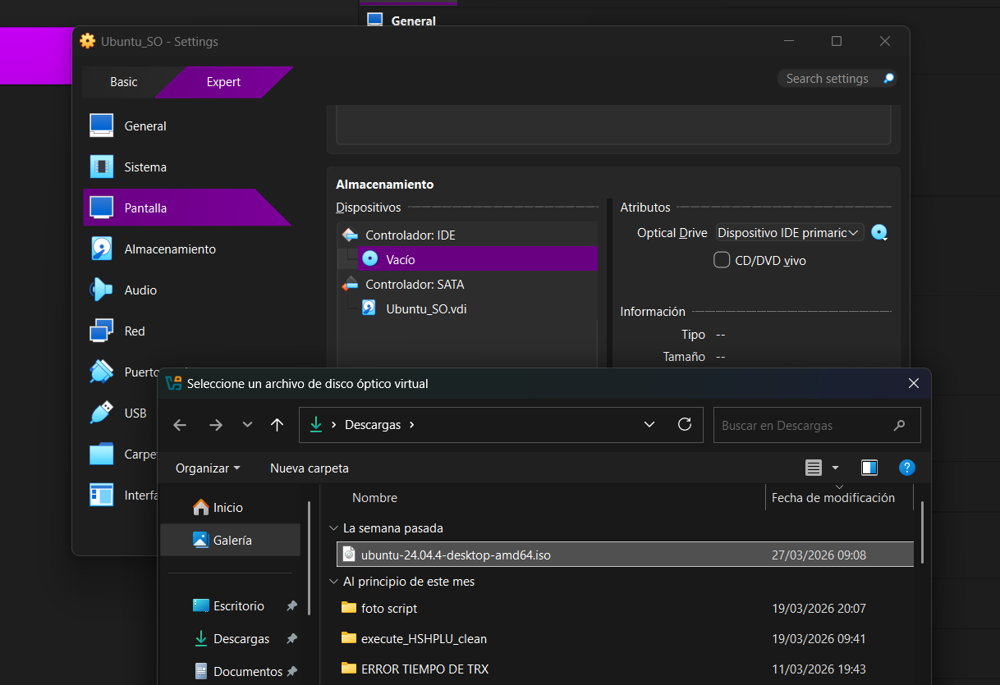 General
Ubuntu_SO - Settings
Basic
Expert
Search settings
General
Sistema
Pantalla
Almacenamiento
Audio
Red
Puerto
USB
Carpe
Interfa
Almacenamiento
Dispositivos
Controlador: IDE
Vacío
Controlador: SATA
Ubuntu_SO.vdi
Atributos
Optical Drive Dispositivo IDE primaric
CD/DVD vivo
Información
Tipo --
Tamaño --
Seleccione un archivo de disco óptico virtual
Descargas
Buscar en Descargas
Organizar
Nueva carpeta
Inicio
Galería
Escritorio
Descargas
Documentos
Nombre
Fecha de modificación
La semana pasada
ubuntu-24.04.4-desktop-amd64.iso 27/03/2026 09:08
Al principio de este mes
foto script 19/03/2026 20:07
execute_HSHPLU_clean 19/03/2026 09:41
ERROR TIEMPO DE TRX 11/03/2026 19:43